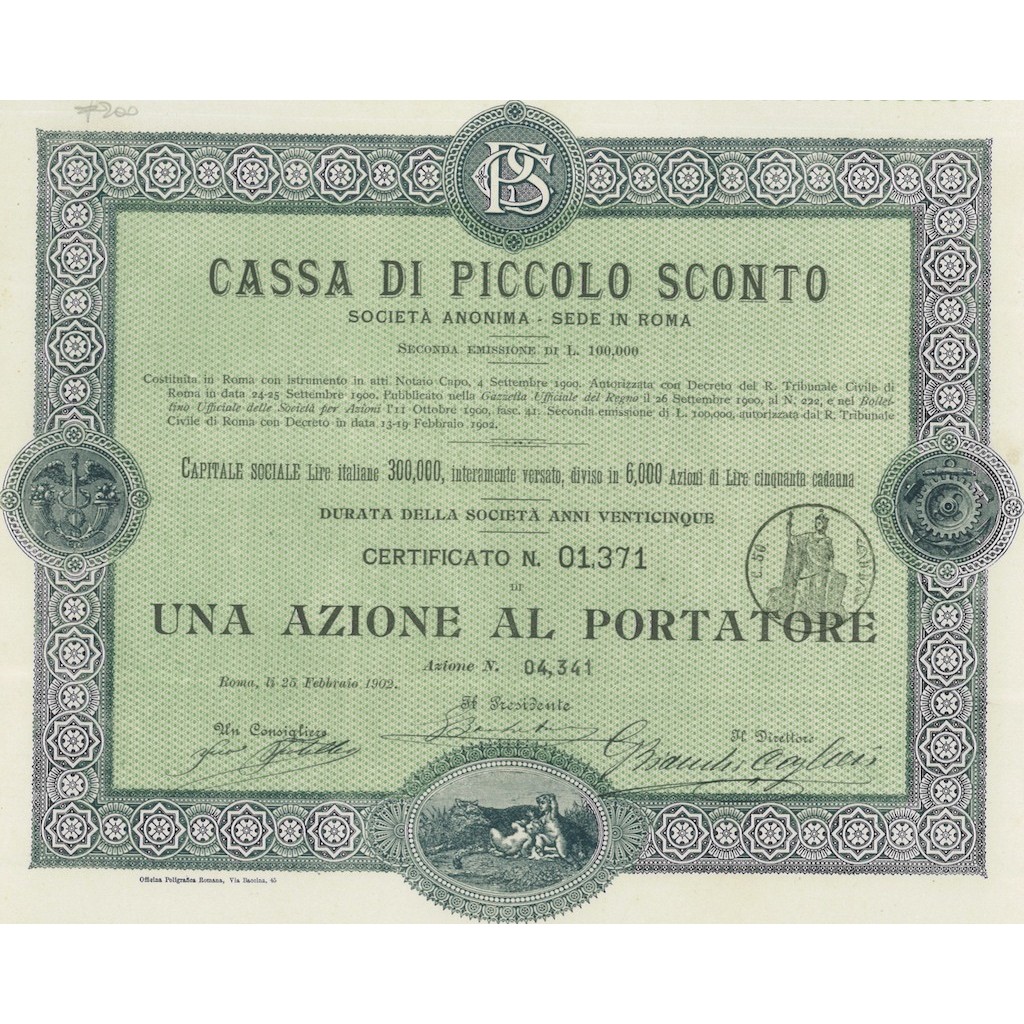 ₣200
CPS
CASSA DI PICCOLO SCONTO
SOCIETÀ ANONIMA - SEDE IN ROMA
SECONDA EMISSIONE DI L. 100,000
Costituita in Roma con istrumento in atti Notaio Capo, 4 Settembre 1900. Autorizzata con Decreto del R. Tribunale Civile di
Roma in data 24-25 Settembre 1900. Pubblicato nella Gazzetta Ufficiale del Regno il 26 Settembre 1900, al N. 222, e nel Bollet-
tino Ufficiale delle Società per Azioni l'11 Ottobre 1900, fasc. 41. Seconda emissione di L. 100,000, autorizzata dal R. Tribunale
Civile di Roma con Decreto in data 13-19 Febbraio 1902.
CAPITALE SOCIALE Lire italiane 300,000, interamente versato, diviso in 6,000 Azioni di Lire cinquanta cadauna
DURATA DELLA SOCIETÀ ANNI VENTICINQUE
CERTIFICATO N. 01.371
DI
UNA AZIONE AL PORTATORE
Azione N. 04,341
Roma, lì 25 Febbraio 1902.
Il Presidente
Un Consigliere
Il Direttore
Officina Poligrafica Romana, Via Baccina, 45